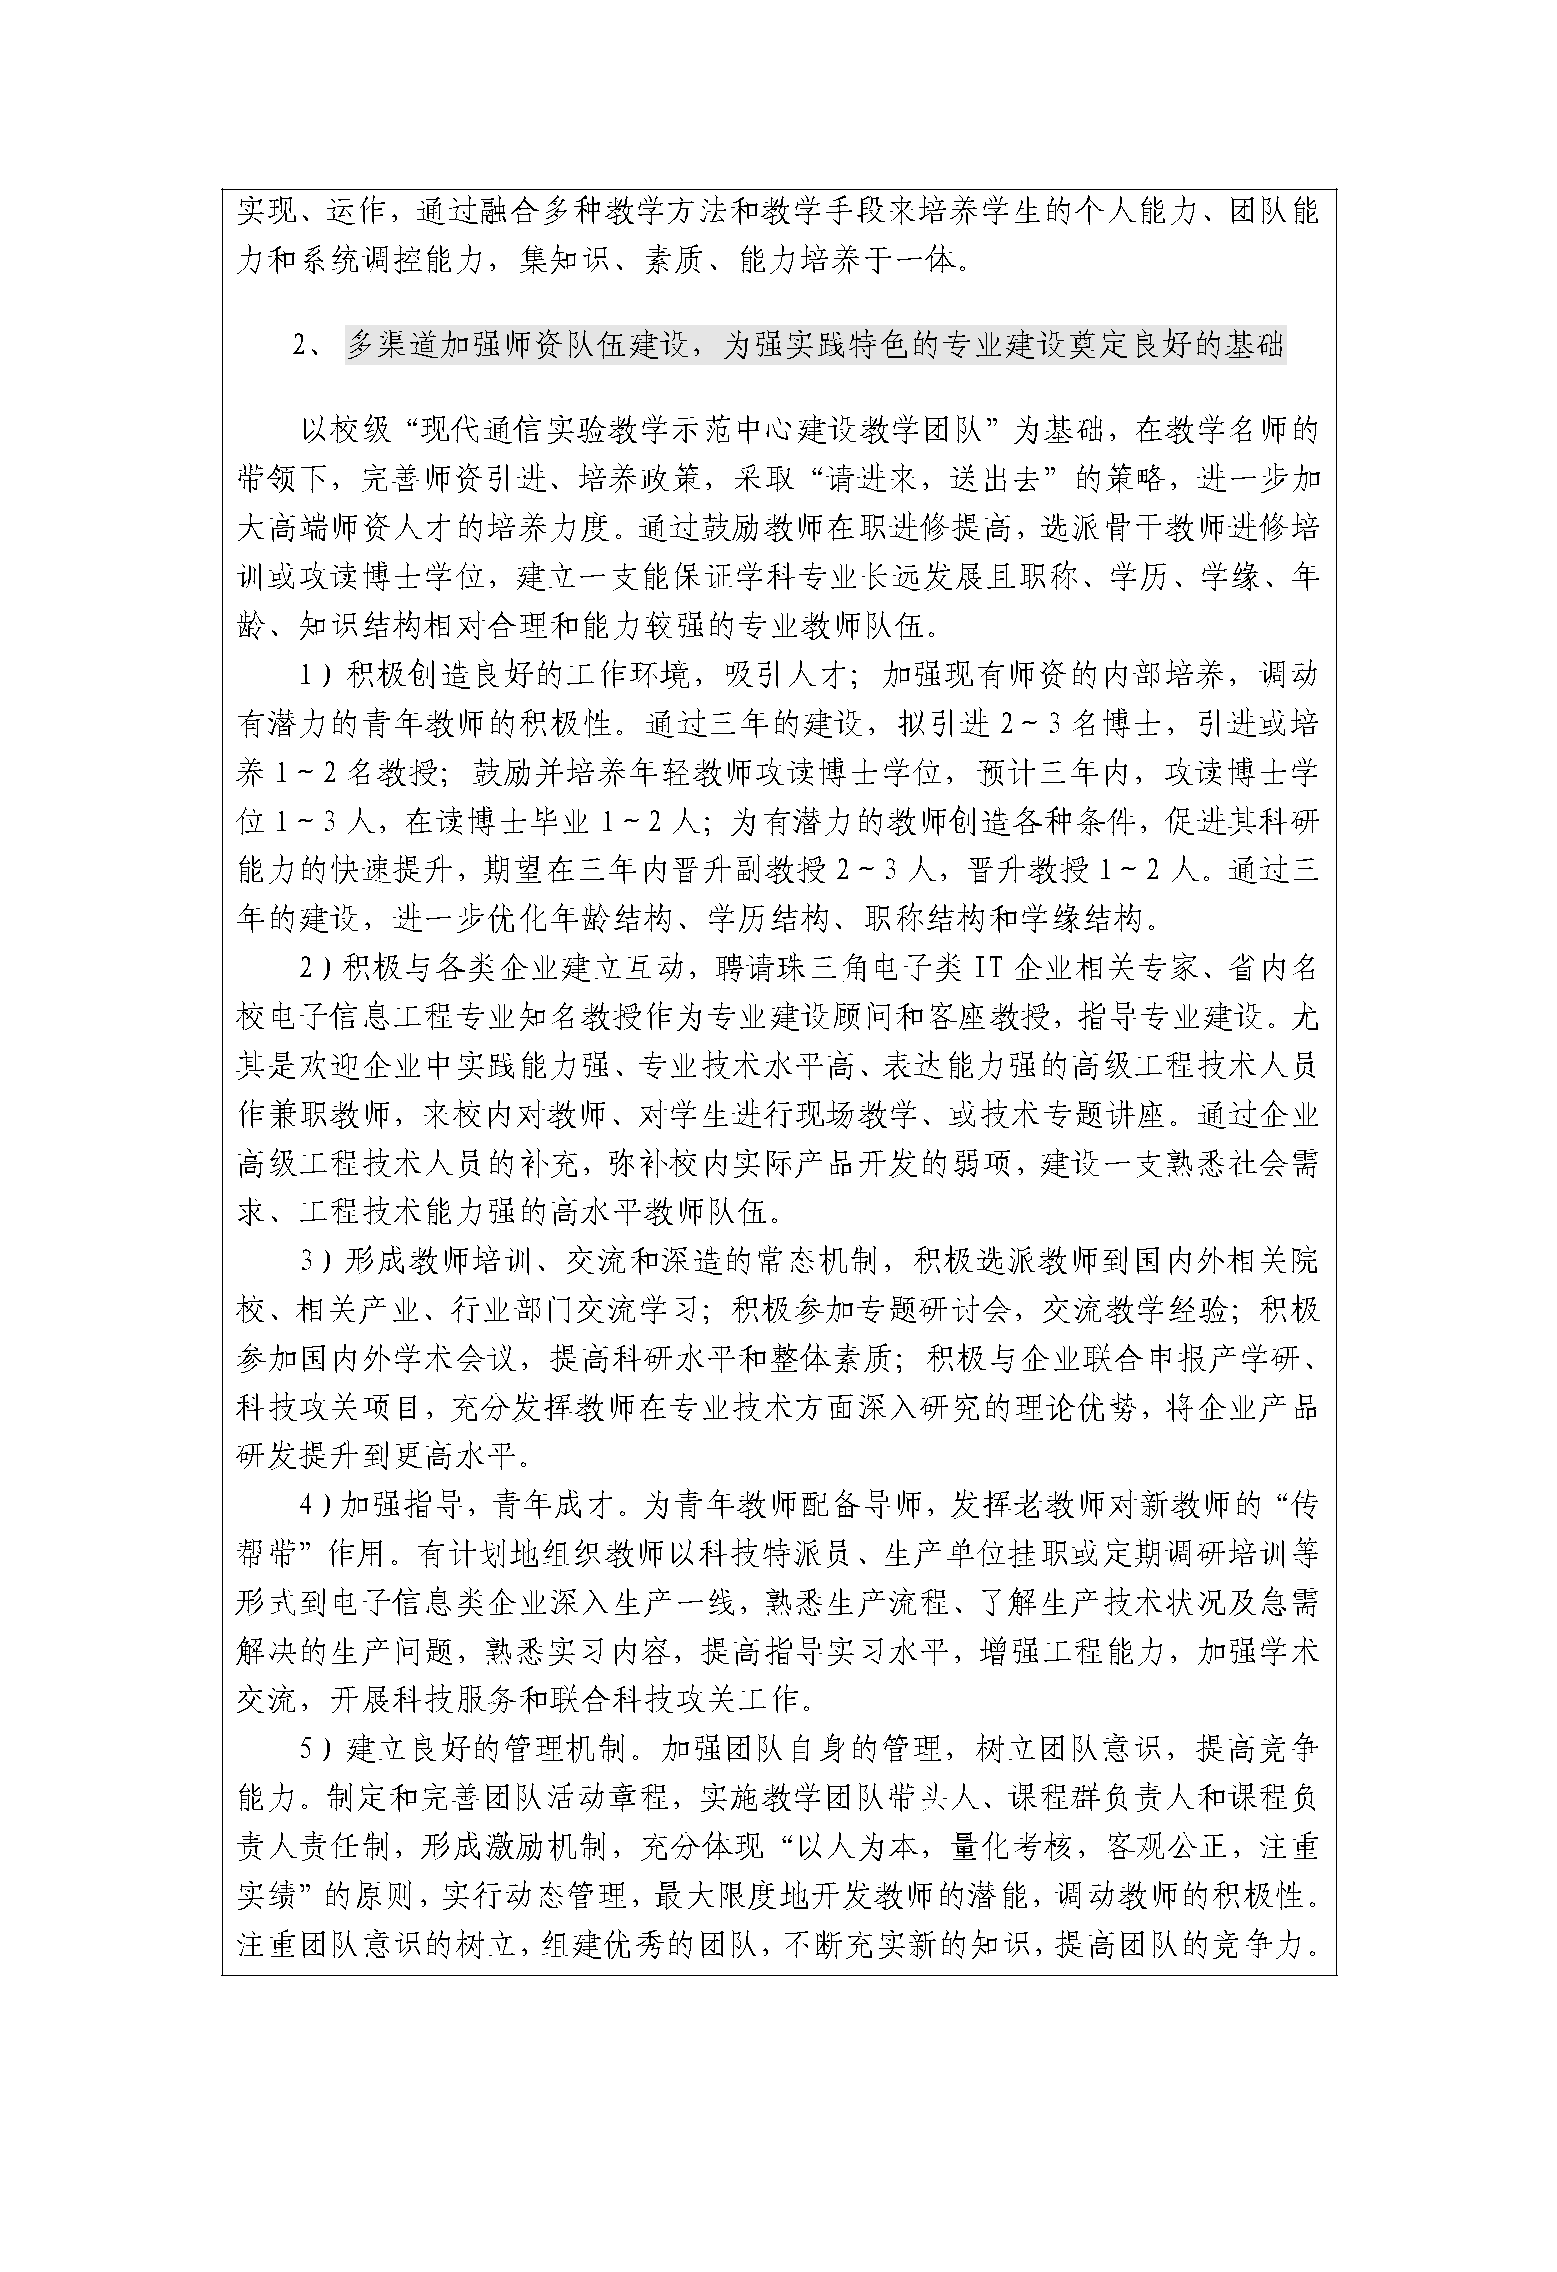 实现、运作，通过融合多种教学方法和教学手段来培养学生的个人能力、团队能
力和系统调控能力，集知识、素质、能力培养于一体。
2、 多渠道加强师资队伍建设，为强实践特色的专业建设奠定良好的基础
以校级“现代通信实验教学示范中心建设教学团队”为基础，在教学名师的
带领下，完善师资引进、培养政策，采取“请进来，送出去”的策略，进一步加
大高端师资人才的培养力度。通过鼓励教师在职进修提高，选派骨干教师进修培
训或攻读博士学位，建立一支能保证学科专业长远发展且职称、学历、学缘、年
龄、知识结构相对合理和能力较强的专业教师队伍。
1）积极创造良好的工作环境，吸引人才；加强现有师资的内部培养，调动
有潜力的青年教师的积极性。通过三年的建设，拟引进 2～3 名博士，引进或培
养 1～2 名教授；鼓励并培养年轻教师攻读博士学位，预计三年内，攻读博士学
位 1～3 人，在读博士毕业 1～2 人；为有潜力的教师创造各种条件，促进其科研
能力的快速提升，期望在三年内晋升副教授 2～3 人，晋升教授 1～2 人。通过三
年的建设，进一步优化年龄结构、学历结构、职称结构和学缘结构。
2）积极与各类企业建立互动，聘请珠三角电子类 IT 企业相关专家、省内名
校电子信息工程专业知名教授作为专业建设顾问和客座教授，指导专业建设。尤
其是欢迎企业中实践能力强、专业技术水平高、表达能力强的高级工程技术人员
作兼职教师，来校内对教师、对学生进行现场教学、或技术专题讲座。通过企业
高级工程技术人员的补充，弥补校内实际产品开发的弱项，建设一支熟悉社会需
求、工程技术能力强的高水平教师队伍。
3）形成教师培训、交流和深造的常态机制，积极选派教师到国内外相关院
校、相关产业、行业部门交流学习；积极参加专题研讨会，交流教学经验；积极
参加国内外学术会议，提高科研水平和整体素质；积极与企业联合申报产学研、
科技攻关项目，充分发挥教师在专业技术方面深入研究的理论优势，将企业产品
研发提升到更高水平。
4）加强指导，青年成才。为青年教师配备导师，发挥老教师对新教师的“传
帮带”作用。有计划地组织教师以科技特派员、生产单位挂职或定期调研培训等
形式到电子信息类企业深入生产一线，熟悉生产流程、了解生产技术状况及急需
解决的生产问题，熟悉实习内容，提高指导实习水平，增强工程能力，加强学术
交流，开展科技服务和联合科技攻关工作。
5）建立良好的管理机制。加强团队自身的管理，树立团队意识，提高竞争
能力。制定和完善团队活动章程，实施教学团队带头人、课程群负责人和课程负
责人责任制，形成激励机制，充分体现“以人为本，量化考核，客观公正，注重
实绩”的原则，实行动态管理，最大限度地开发教师的潜能，调动教师的积极性。
注重团队意识的树立，组建优秀的团队，不断充实新的知识，提高团队的竞争力。